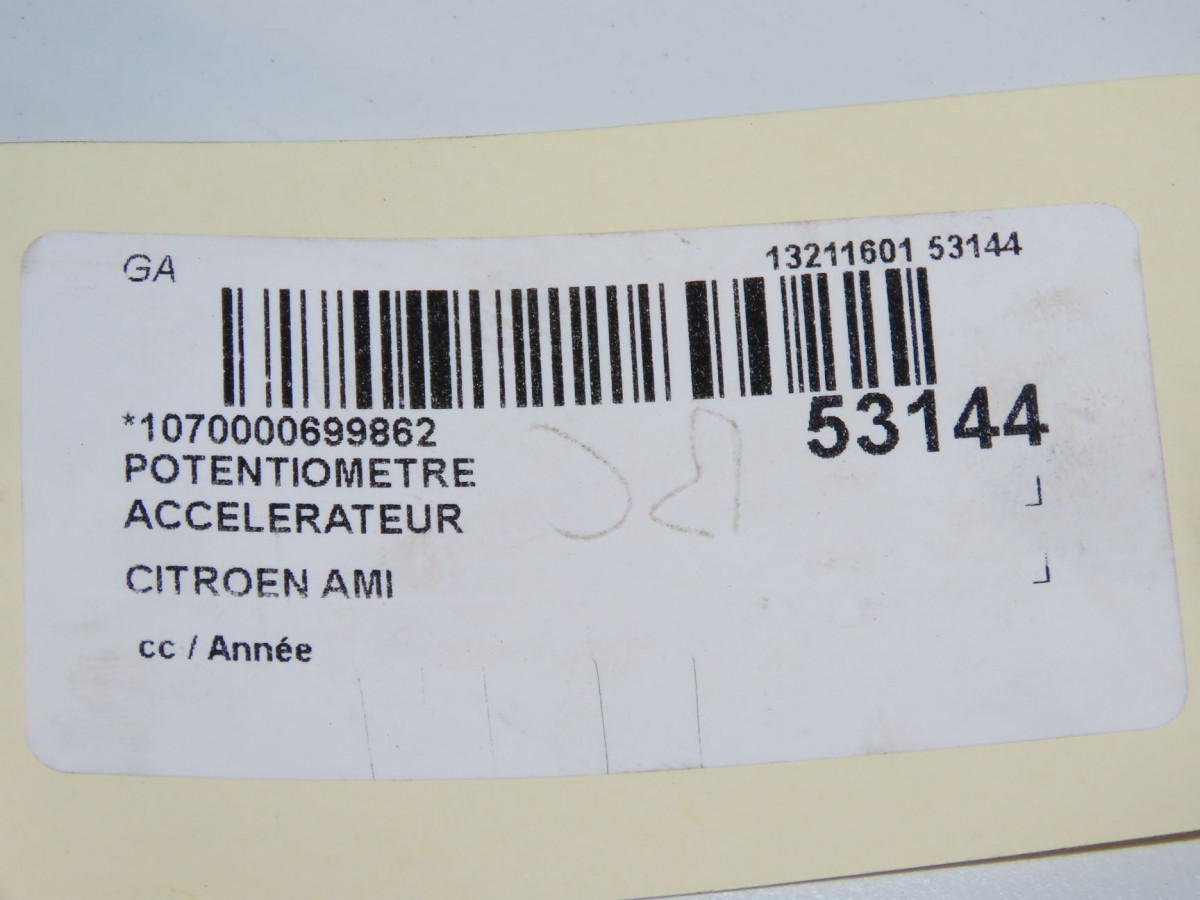 GA
13211601 53144
*1070000699862
53144
POTENTIOMETRE
ACCELERATEUR
CITROEN AMI
cc / Année